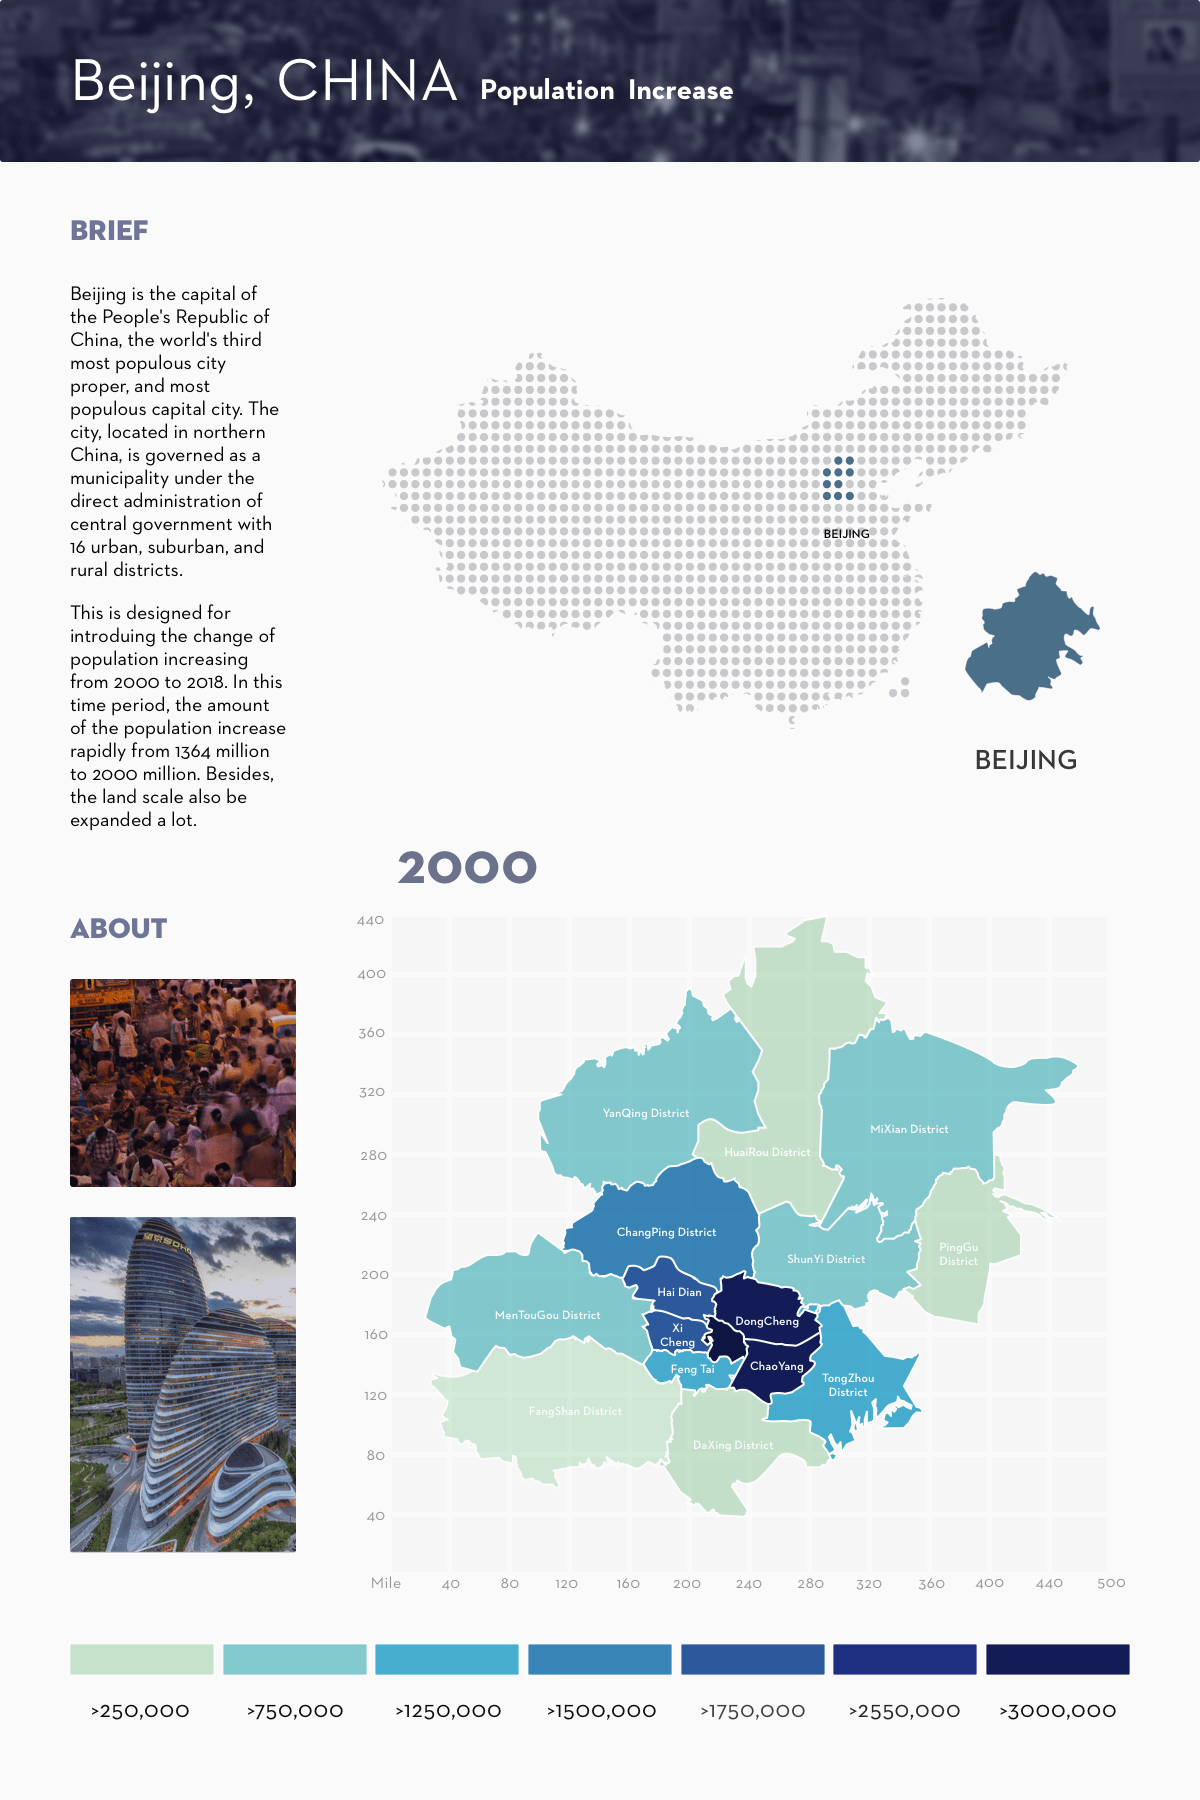 Beijing, CHINA Population Increase
BRIEF
Beijing is the capital of
the People's Republic of
China, the world's third
most populous city
proper, and most
populous capital city. The
city, located in northern
China, is governed as a
municipality under the
direct administration of
central government with
16 urban, suburban, and
rural districts.
This is designed for
introduing the change of
population increasing
from 2000 to 2018. In this
time period, the amount
of the population increase
rapidly from 1364 million
to 2000 million. Besides,
the land scale also be
expanded a lot.
BEIJING
BEIJING
2000
ABOUT
望京SOHO
440
400
360
320
280
240
200
160
120
80
40
YanQing District
MiXian District
HuaiRou District
ChangPing District
ShunYi District
PingGu
District
Hai Dian
MenTouGou District
DongCheng
Xi
Cheng
Feng Tai
ChaoYang
TongZhou
District
FangShan District
DaXing District
Mile 40 80 120 160 200 240 280 320 360 400 440 500
>250,000 >750,000 >1250,000 >1500,000 >1750,000 >2550,000 >3000,000